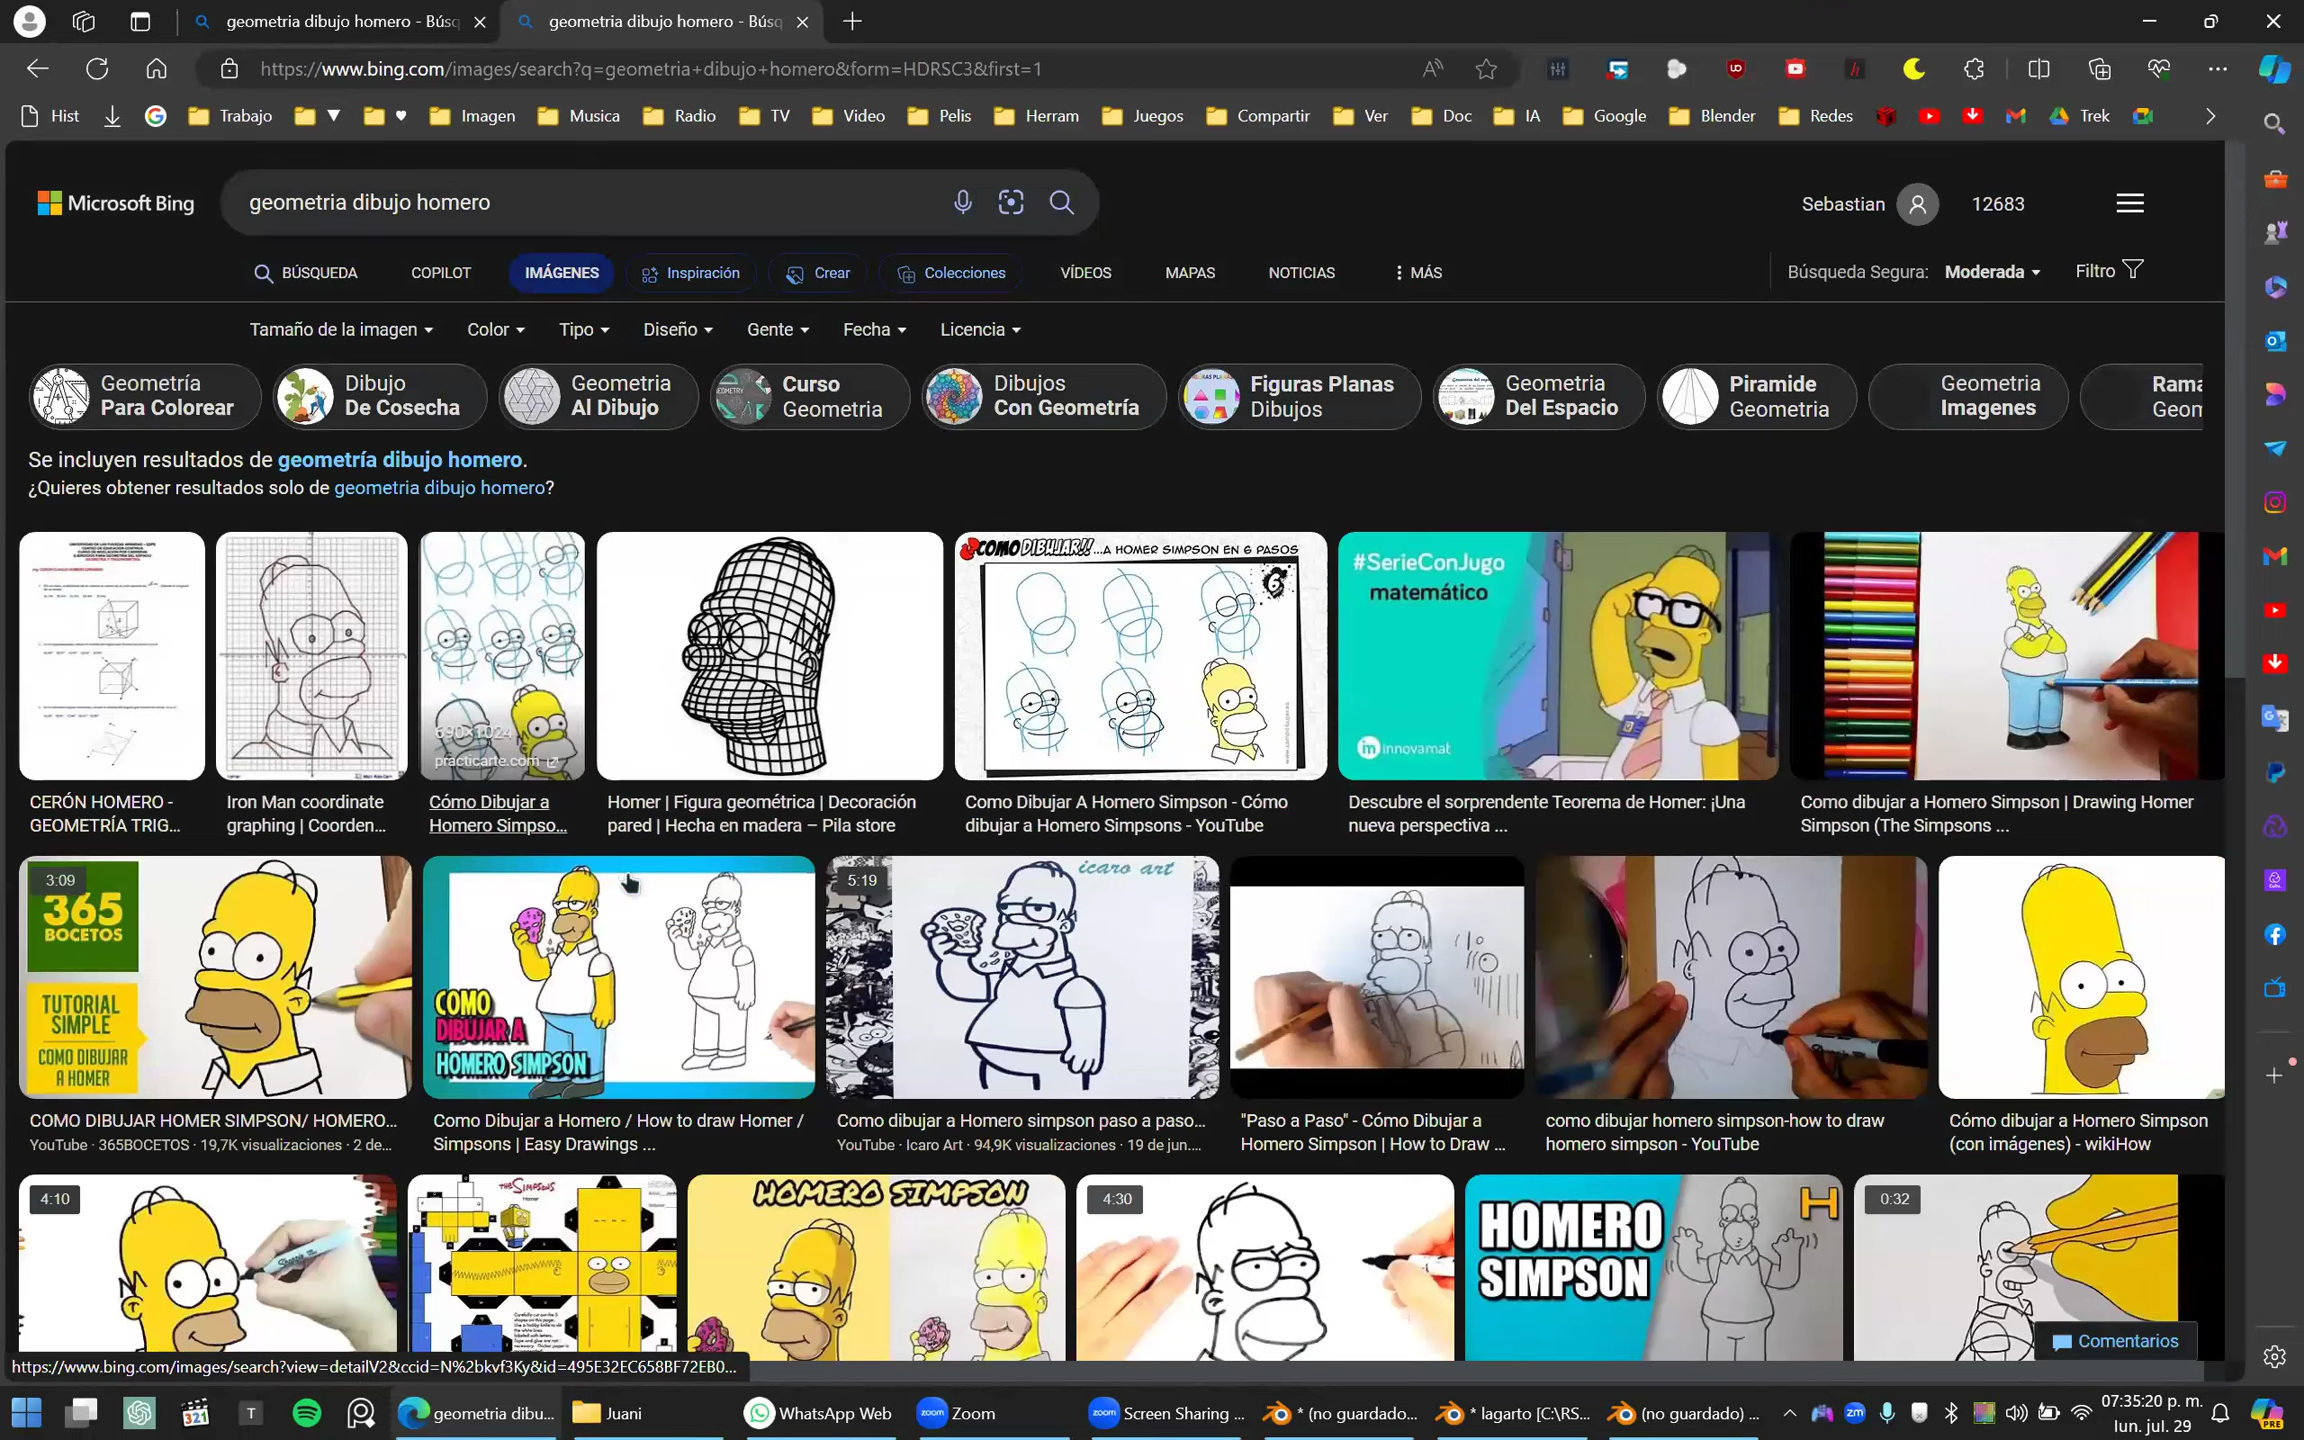 geometria dibujo homero - Búsq
geometria dibujo homero - Búsq
https://www.bing.com/images/search?q=geometria+dibujo+homero&form=HDRSC3&first=1
Hist
Trabajo
Imagen
Musica
Radio
TV
Video
Pelis
Herram
Juegos
Compartir
Ver
Doc
IA
Google
Blender
Redes
Trek
Microsoft Bing
geometria dibujo homero
Sebastian
12683
BÚSQUEDA
COPILOT
IMÁGENES
Inspiración
Crear
Colecciones
VÍDEOS
MAPAS
NOTICIAS
MÁS
Búsqueda Segura: Moderada
Filtro
Tamaño de la imagen
Color
Tipo
Diseño
Gente
Fecha
Licencia
Geometría
Para Colorear
Dibujo
De Cosecha
Geometria
Al Dibujo
Curso
Geometria
Dibujos
Con Geometría
Figuras Planas
Dibujos
Geometria
Del Espacio
Piramide
Geometria
Geometria
Imagenes
Rama
Geom
Se incluyen resultados de geometría dibujo homero.
¿Quieres obtener resultados solo de geometria dibujo homero?
690×1024
practicarte.com
COMO DIBUJAR!! ...A HOMER SIMPSON EN 6 PASOS
6
#SerieConJugo
matemático
innovamat
CERÓN HOMERO -
GEOMETRÍA TRIG...
Iron Man coordinate
graphing | Coorden...
Cómo Dibujar a
Homero Simpso...
Homer | Figura geométrica | Decoración
pared | Hecha en madera – Pila store
Como Dibujar A Homero Simpson - Cómo
dibujar a Homero Simpsons - YouTube
Descubre el sorprendente Teorema de Homer: ¡Una
nueva perspectiva ...
Como dibujar a Homero Simpson | Drawing Homer
Simpson (The Simpsons ...
3:09
365
BOCETOS
TUTORIAL
SIMPLE
COMO DIBUJAR
A HOMER
COMO
DIBUJAR A
HOMERO SIMPSON
5:19
icaro art
COMO DIBUJAR HOMER SIMPSON/ HOMERO...
YouTube · 365BOCETOS · 19,7K visualizaciones · 2 de...
Como Dibujar a Homero / How to draw Homer /
Simpsons | Easy Drawings ...
Como dibujar a Homero simpson paso a paso...
YouTube · Icaro Art · 94,9K visualizaciones · 19 de jun....
"Paso a Paso" - Cómo Dibujar a
Homero Simpson | How to Draw ...
como dibujar homero simpson-how to draw
homero simpson - YouTube
Cómo dibujar a Homero Simpson
(con imágenes) - wikiHow
4:10
The Simpsons
HOMERO SIMPSON
4:30
HOMERO
SIMPSON
H
0:32
Comentarios
https://www.bing.com/images/search?view=detailV2&ccid=N%2bkvf3Ky&id=495E32EC658BF72EB0...
321
T
geometria dibu...
Juani
WhatsApp Web
zoom
Zoom
zoom
Screen Sharing ...
* (no guardado...
* lagarto [C:\RS...
(no guardado) ...
zm
07:35:20 p. m.
lun. jul. 29
PRE